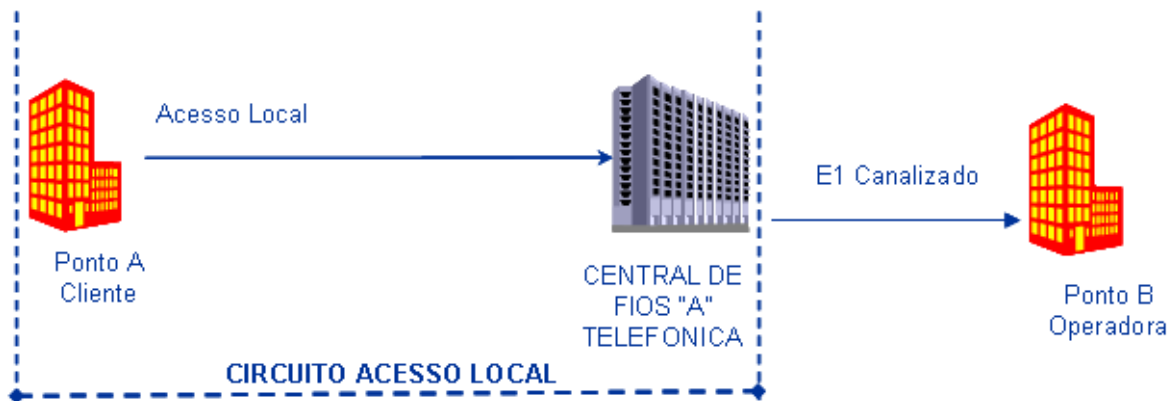 Acesso Local
E1 Canalizado
Ponto A
Cliente
CENTRAL DE
FIOS "A"
TELEFONICA
Ponto B
Operadora
CIRCUITO ACESSO LOCAL